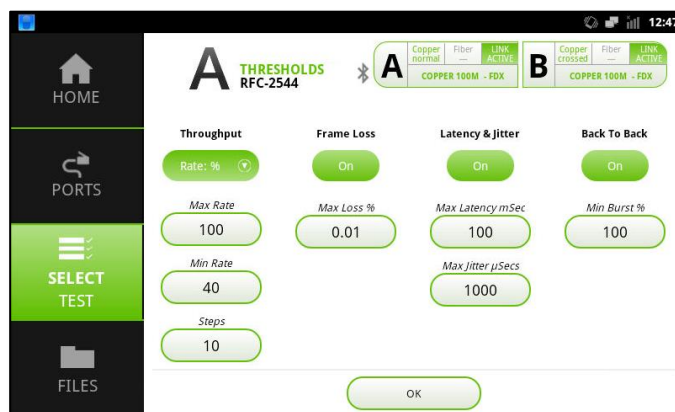 12:47
HOME
PORTS
SELECT
TEST
FILES
A THRESHOLDS
RFC-2544
A
Copper
normal
Fiber
---
LINK
ACTIVE
COPPER 100M - FDX
B
Copper
crossed
Fiber
---
LINK
ACTIVE
COPPER 100M - FDX
Throughput
Frame Loss
Latency & Jitter
Back To Back
Rate: %
On
On
On
Max Rate
100
Max Loss %
0.01
Max Latency mSec
100
Min Burst %
100
Min Rate
40
Max Jitter µSecs
1000
Steps
10
OK